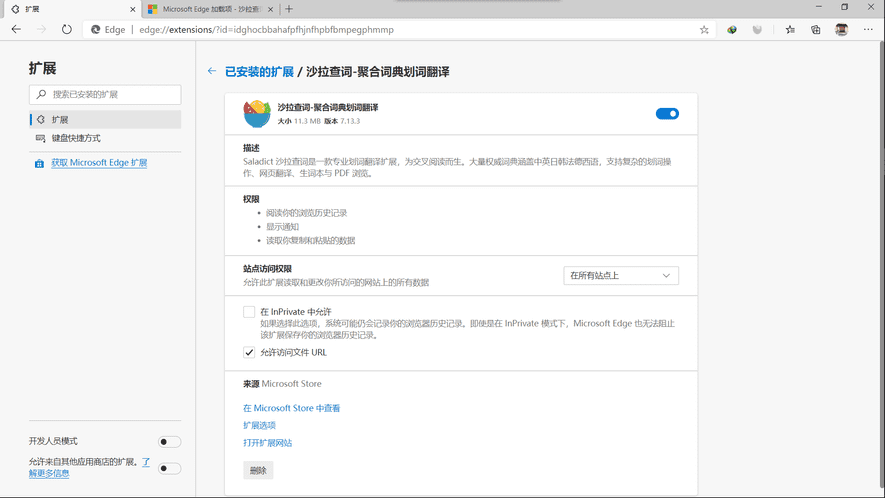 扩展
Microsoft Edge 加载项 - 沙拉查
Edge
edge://extensions/?id=idghocbbahafpfhjnfhpbfbmpegphmmp
扩展
搜索已安装的扩展
扩展
键盘快捷方式
获取 Microsoft Edge 扩展
已安装的扩展 / 沙拉查词-聚合词典划词翻译
沙拉查词-聚合词典划词翻译
大小 11.3 MB 版本 7.13.3
描述
Saladict 沙拉查词是一款专业划词翻译扩展，为交叉阅读而生。大量权威词典涵盖中英日韩法德西语，支持复杂的划词操
作、网页翻译、生词本与 PDF 浏览。
权限
• 阅读你的浏览历史记录
• 显示通知
• 读取你复制和粘贴的数据
站点访问权限
允许此扩展读取和更改你所访问的网站上的所有数据
在所有站点上
在 InPrivate 中允许
如果选择此选项，系统可能仍会记录你的浏览器历史记录。即使是在 InPrivate 模式下，Microsoft Edge 也无法阻止
该扩展保存你的浏览器历史记录。
允许访问文件 URL
来源 Microsoft Store
在 Microsoft Store 中查看
扩展选项
打开扩展网站
删除
开发人员模式
允许来自其他应用商店的扩展。了
解更多信息